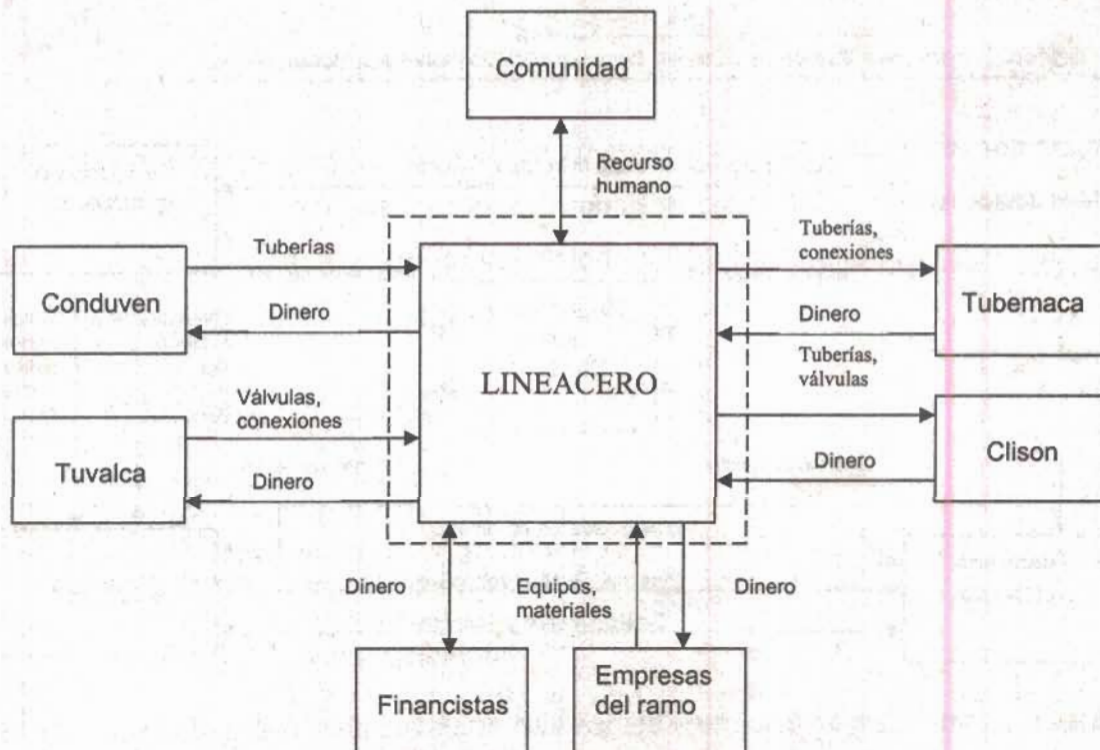 Comunidad
Recurso
humano
Tuberías
Conduven
Dinero
Válvulas,
conexiones
Tuvalca
Dinero
LINEACERO
Tuberías,
conexiones
Tubemaca
Dinero
Tuberías,
válvulas
Clison
Dinero
Dinero
Equipos,
materiales
Dinero
Financistas
Empresas
del ramo